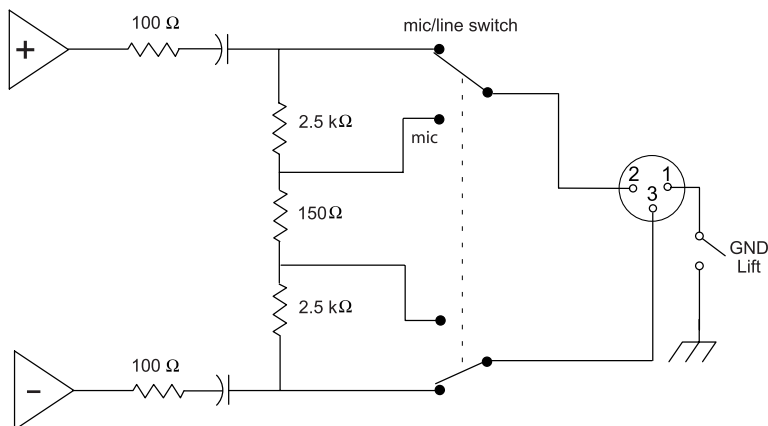 100 Ω
mic/line switch
+
2.5 kΩ
mic
150Ω
2 1
3
GND
Lift
2.5 kΩ
100 Ω
-